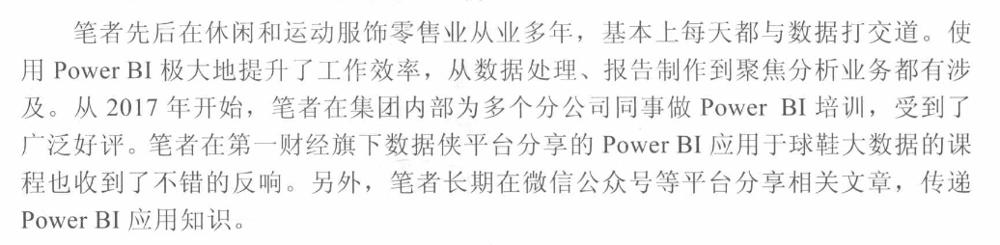 笔者先后在休闲和运动服饰零售业从业多年，基本上每天都与数据打交道。使
用 Power BI 极大地提升了工作效率，从数据处理、报告制作到聚焦分析业务都有涉
及。从 2017 年开始，笔者在集团内部为多个分公司同事做 Power BI 培训，受到了
广泛好评。笔者在第一财经旗下数据侠平台分享的 Power BI 应用于球鞋大数据的课
程也收到了不错的反响。另外，笔者长期在微信公众号等平台分享相关文章，传递
Power BI 应用知识。